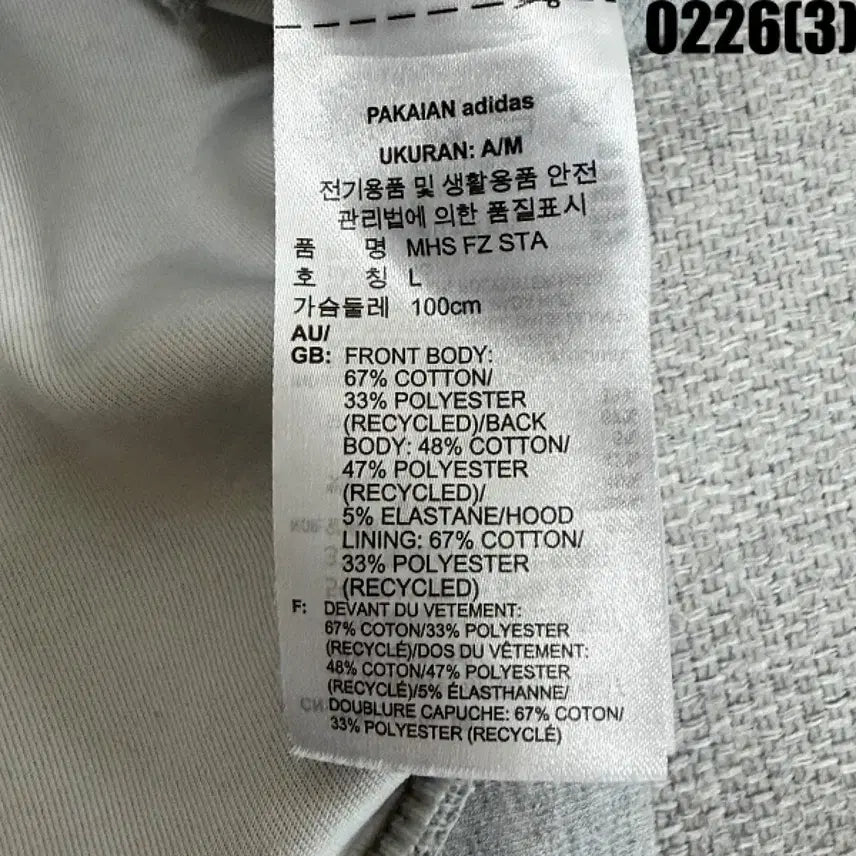 0226(3)
PAKAIAN adidas
UKURAN: A/M
전기용품 및 생활용품 안전
관리법에 의한 품질표시
품 명 MHS FZ STA
호 칭 L
가슴둘레 100cm
AU/
GB: FRONT BODY:
67% COTTON/
33% POLYESTER
(RECYCLED)/BACK
BODY: 48% COTTON/
47% POLYESTER
(RECYCLED)/
5% ELASTANE/HOOD
LINING: 67% COTTON/
33% POLYESTER
(RECYCLED)
F: DEVANT DU VETEMENT:
67% COTON/33% POLYESTER
(RECYCLÉ)/DOS DU VÊTEMENT:
48% COTON/47% POLYESTER
(RECYCLÉ)/5% ÉLASTHANNE/
DOUBLURE CAPUCHE: 67% COTON/
33% POLYESTER (RECYCLÉ)